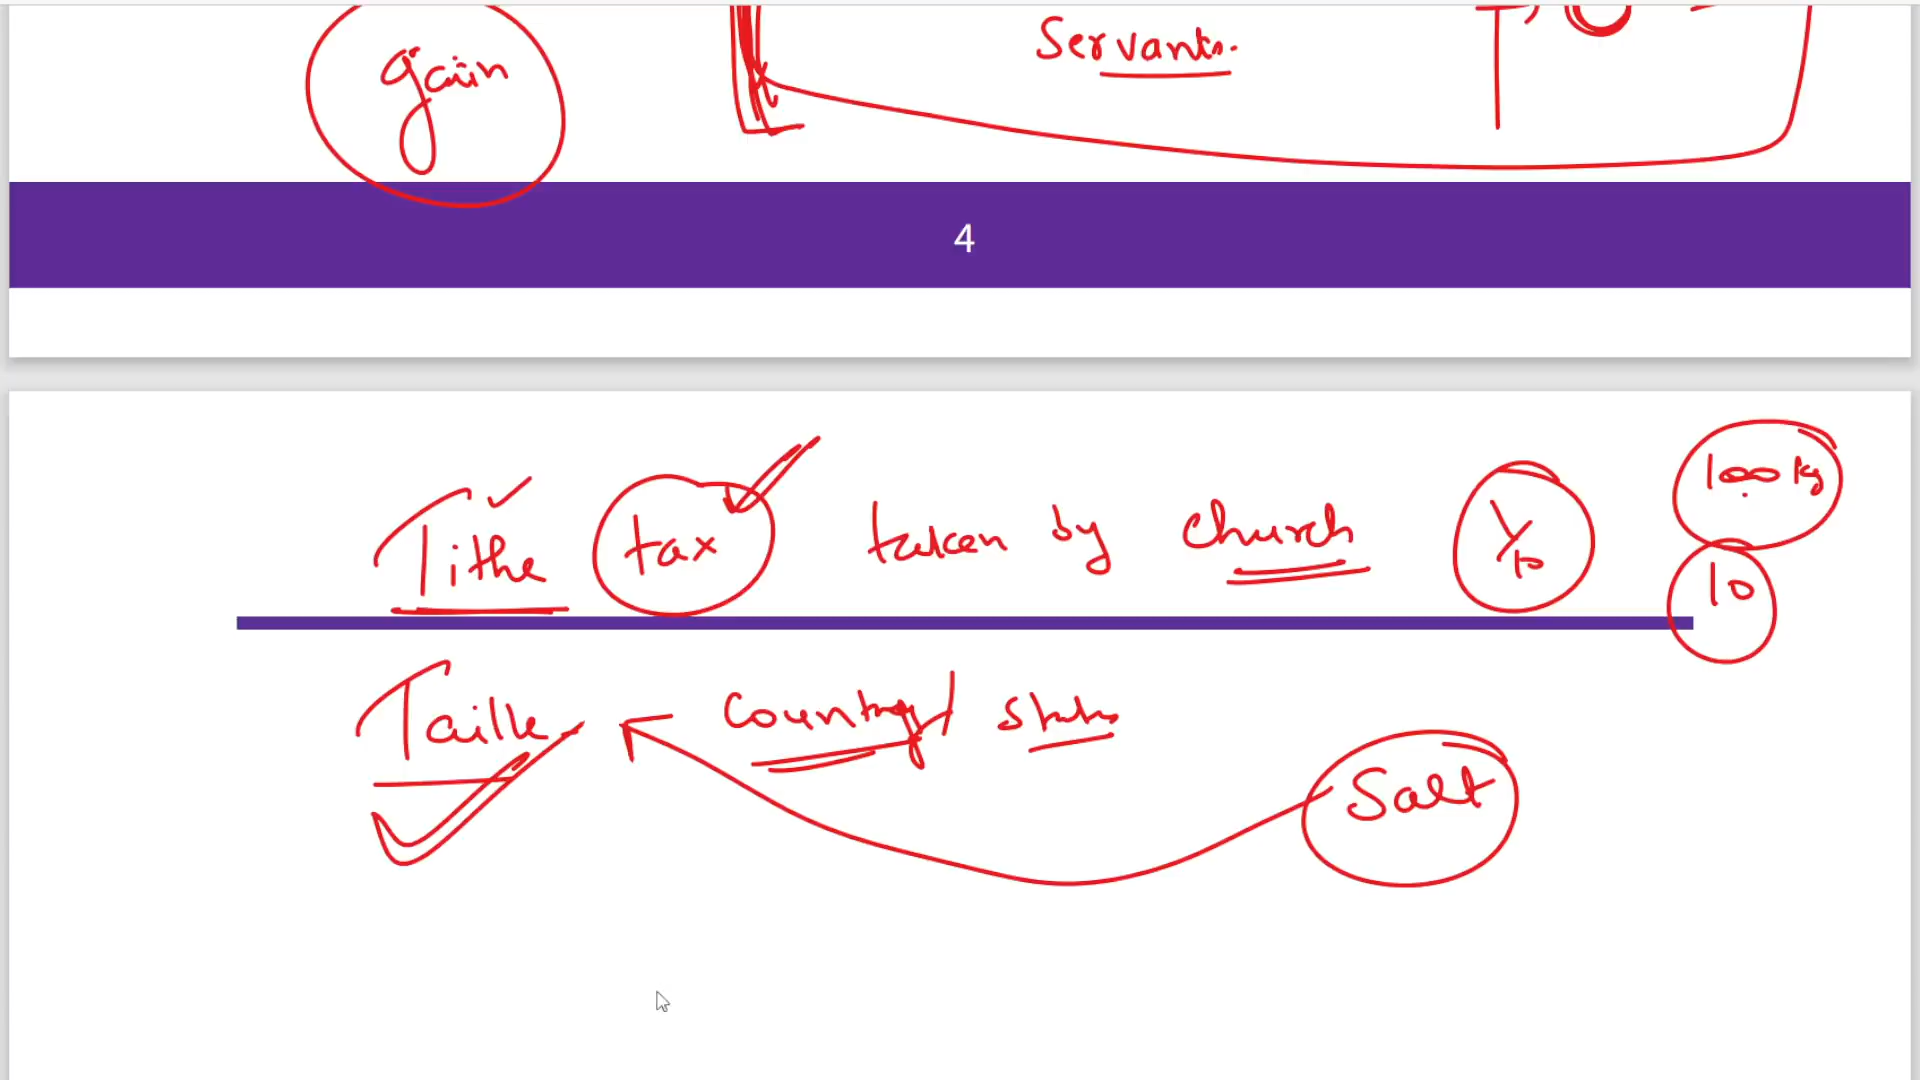 gain
Servants.
4
Tithe tax taken by church 1/10 100 kg
10
Taille Country / State
Salt